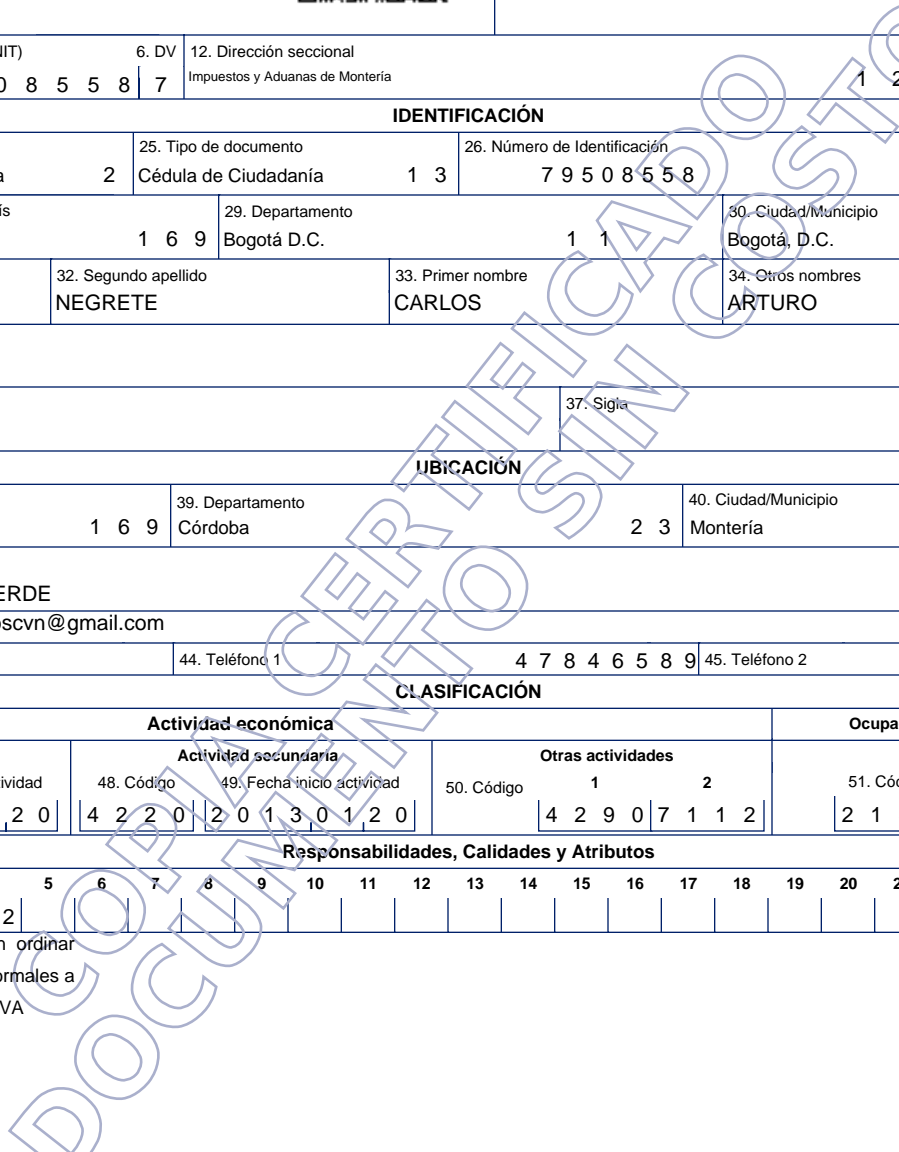 NIT) 6. DV 12. Dirección seccional
0 8 5 5 8 7 Impuestos y Aduanas de Montería 1 2
IDENTIFICACIÓN
25. Tipo de documento 26. Número de Identificación
a 2 Cédula de Ciudadanía 1 3 7 9 5 0 8 5 5 8
ís 29. Departamento 30. Ciudad/Municipio
1 6 9 Bogotá D.C. 1 1 Bogotá, D.C.
32. Segundo apellido 33. Primer nombre 34. Otros nombres
NEGRETE CARLOS ARTURO
37. Sigla
UBICACIÓN
39. Departamento 40. Ciudad/Municipio
1 6 9 Córdoba 2 3 Montería
ERDE
oscvn@gmail.com
44. Teléfono 1 4 7 8 4 6 5 8 9 45. Teléfono 2
CLASIFICACIÓN
Actividad económica Ocupa
Actividad secundaria Otras actividades
ividad 48. Código 49. Fecha inicio actividad 50. Código 1 2 51. Cód
2 0 4 2 2 0 2 0 1 3 0 1 2 0 4 2 9 0 7 1 1 2 2 1
Responsabilidades, Calidades y Atributos
5 6 7 8 9 10 11 12 13 14 15 16 17 18 19 20 2
2
n ordinar
ormales a
VA
COPIA CERTIFICADO
DOCUMENTO SIN COSTO